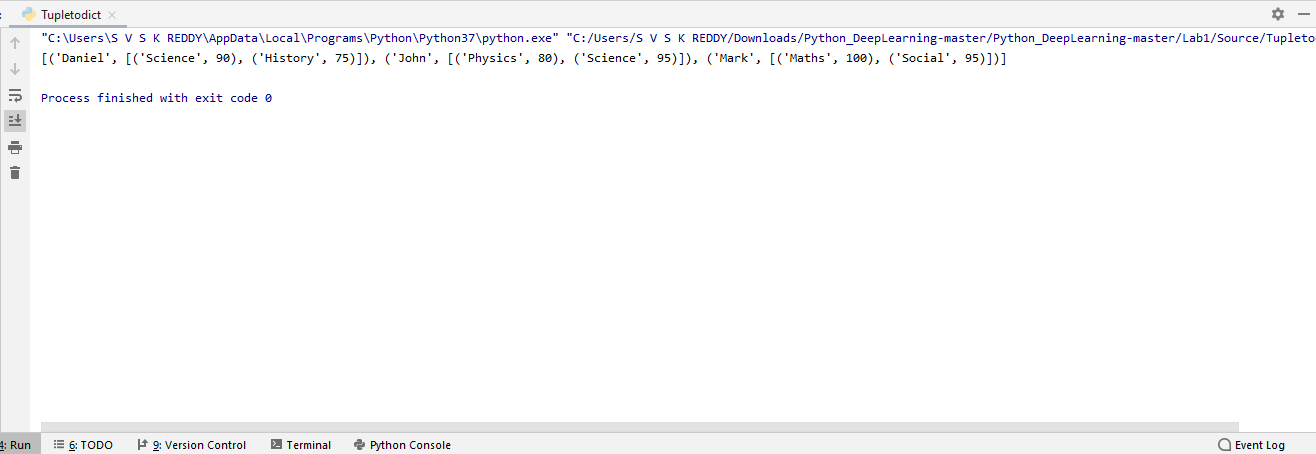 Tupletodict
"C:\Users\S V S K REDDY\AppData\Local\Programs\Python\Python37\python.exe" "C:/Users/S V S K REDDY/Downloads/Python_DeepLearning-master/Python_DeepLearning-master/Lab1/Source/Tupleto
[('Daniel', [('Science', 90), ('History', 75)]), ('John', [('Physics', 80), ('Science', 95)]), ('Mark', [('Maths', 100), ('Social', 95)])]
Process finished with exit code 0
4: Run 6: TODO 9: Version Control Terminal Python Console Event Log